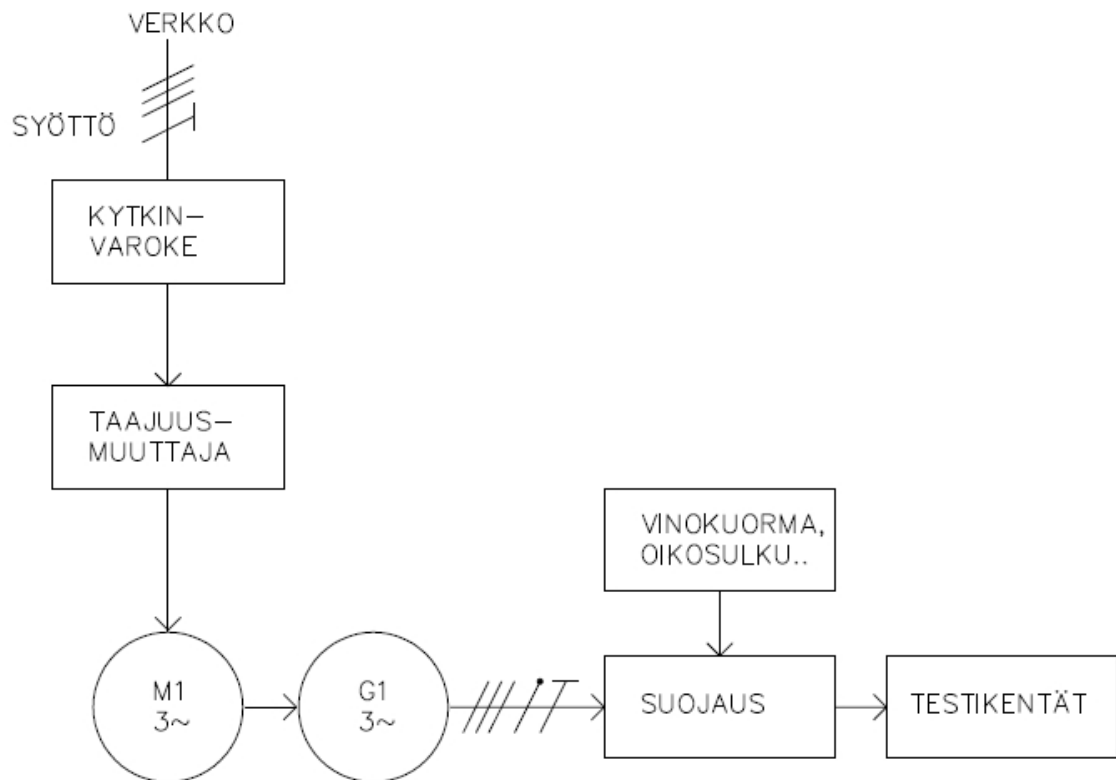 VERKKO
SYÖTTÖ
KYTKIN–
VAROKE
TAAJUUS–
MUUTTAJA
VINOKUORMA,
OIKOSULKU..
M1
3~
G1
3~
SUOJAUS
TESTIKENTÄT